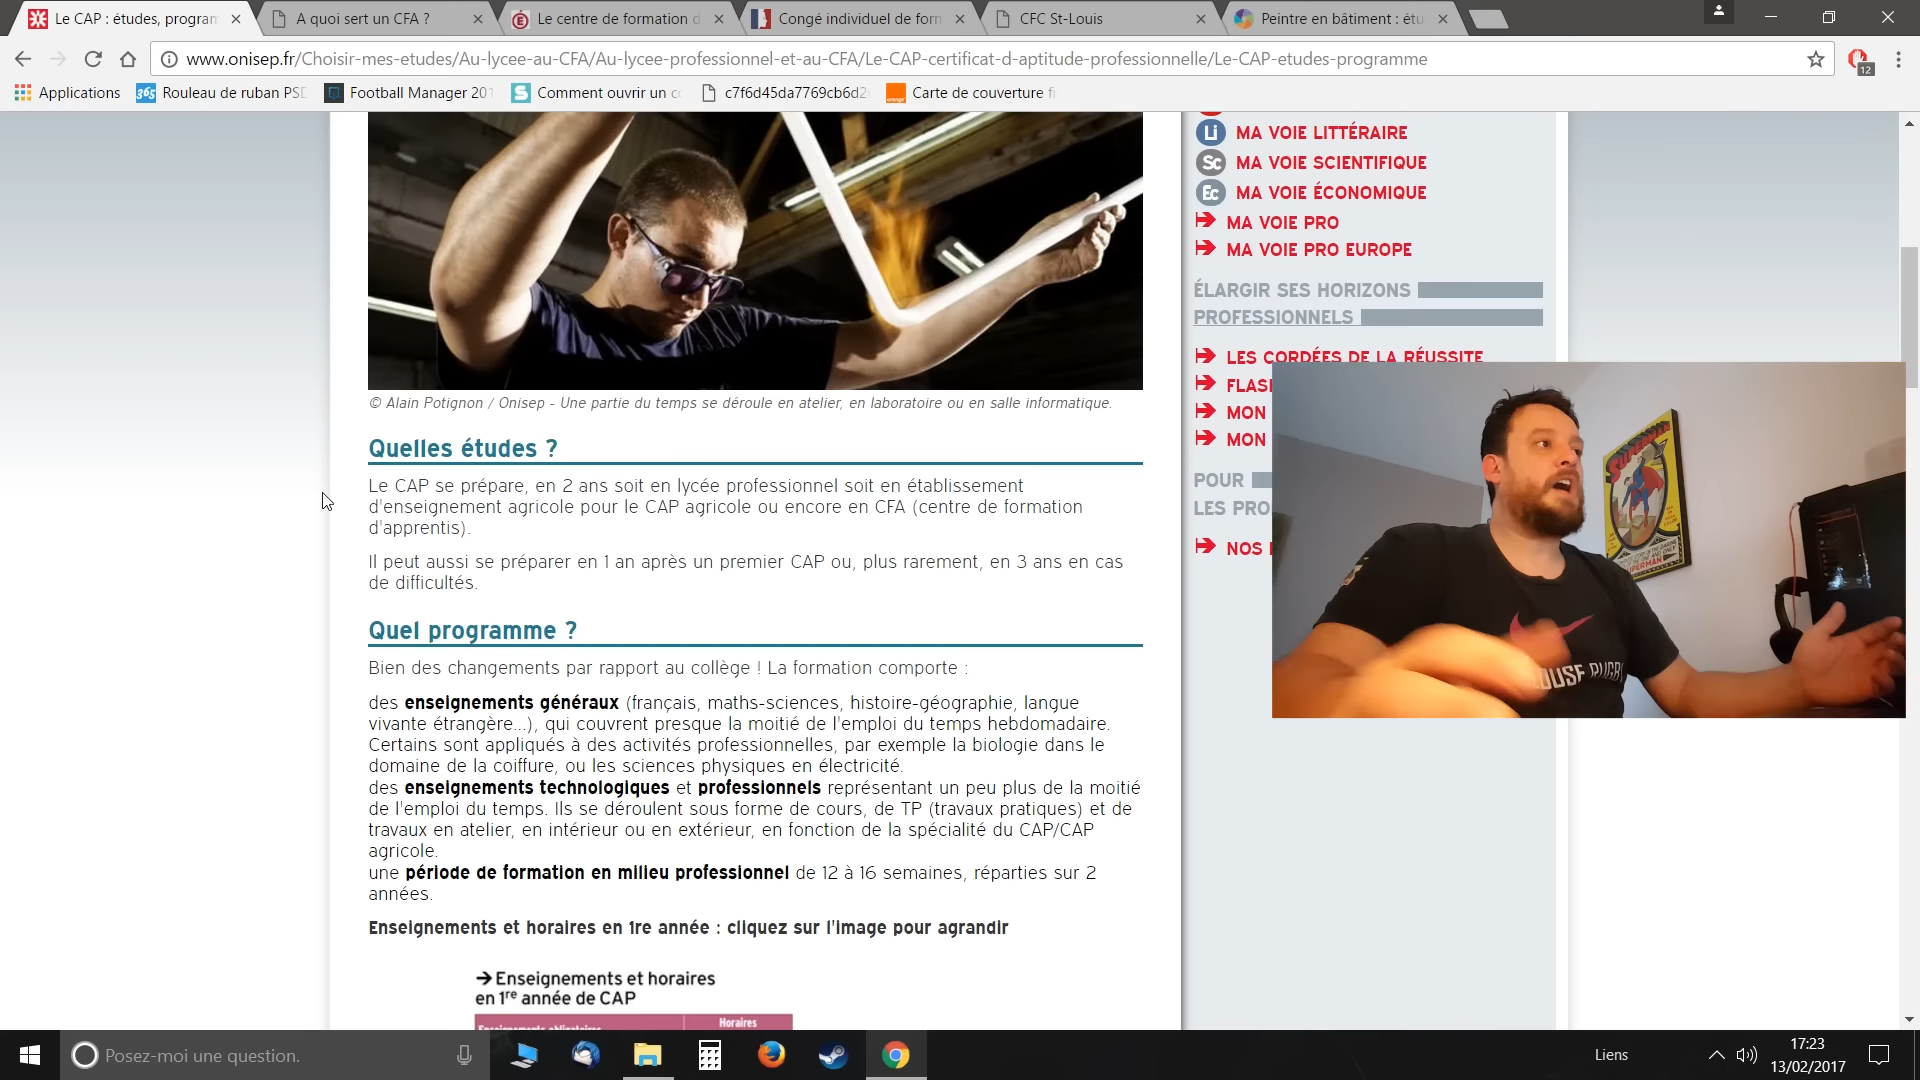 Le CAP : études, program
A quoi sert un CFA ?
Le centre de formation d
Congé individuel de form
CFC St-Louis
Peintre en bâtiment : étu
www.onisep.fr/Choisir-mes-etudes/Au-lycee-au-CFA/Au-lycee-professionnel-et-au-CFA/Le-CAP-certificat-d-aptitude-professionnelle/Le-CAP-etudes-programme
12
Applications
365
Rouleau de ruban PSD
Football Manager 201
S
Comment ouvrir un co
c7f6d45da7769cb6d2
orange
Carte de couverture fi
Li MA VOIE LITTÉRAIRE
Sc MA VOIE SCIENTIFIQUE
Ec MA VOIE ÉCONOMIQUE
MA VOIE PRO
MA VOIE PRO EUROPE
ÉLARGIR SES HORIZONS
PROFESSIONNELS
LES CORDÉES DE LA RÉUSSITE
FLAS
MON
MON
POUR
LES PRO
NOS
© Alain Potignon / Onisep - Une partie du temps se déroule en atelier, en laboratoire ou en salle informatique.
Quelles études ?
Le CAP se prépare, en 2 ans soit en lycée professionnel soit en établissement
d'enseignement agricole pour le CAP agricole ou encore en CFA (centre de formation
d'apprentis).
Il peut aussi se préparer en 1 an après un premier CAP ou, plus rarement, en 3 ans en cas
de difficultés.
Quel programme ?
Bien des changements par rapport au collège ! La formation comporte :
des enseignements généraux (français, maths-sciences, histoire-géographie, langue
vivante étrangère...), qui couvrent presque la moitié de l'emploi du temps hebdomadaire.
Certains sont appliqués à des activités professionnelles, par exemple la biologie dans le
domaine de la coiffure, ou les sciences physiques en électricité.
des enseignements technologiques et professionnels représentant un peu plus de la moitié
de l'emploi du temps. Ils se déroulent sous forme de cours, de TP (travaux pratiques) et de
travaux en atelier, en intérieur ou en extérieur, en fonction de la spécialité du CAP/CAP
agricole.
une période de formation en milieu professionnel de 12 à 16 semaines, réparties sur 2
années.
Enseignements et horaires en 1re année : cliquez sur l'image pour agrandir
→ Enseignements et horaires
en 1re année de CAP
Enseignements obligatoires
Horaires
SUPERMAN
SUPERMAN
OUSE RUGBY
Posez-moi une question.
Liens
17:23
13/02/2017